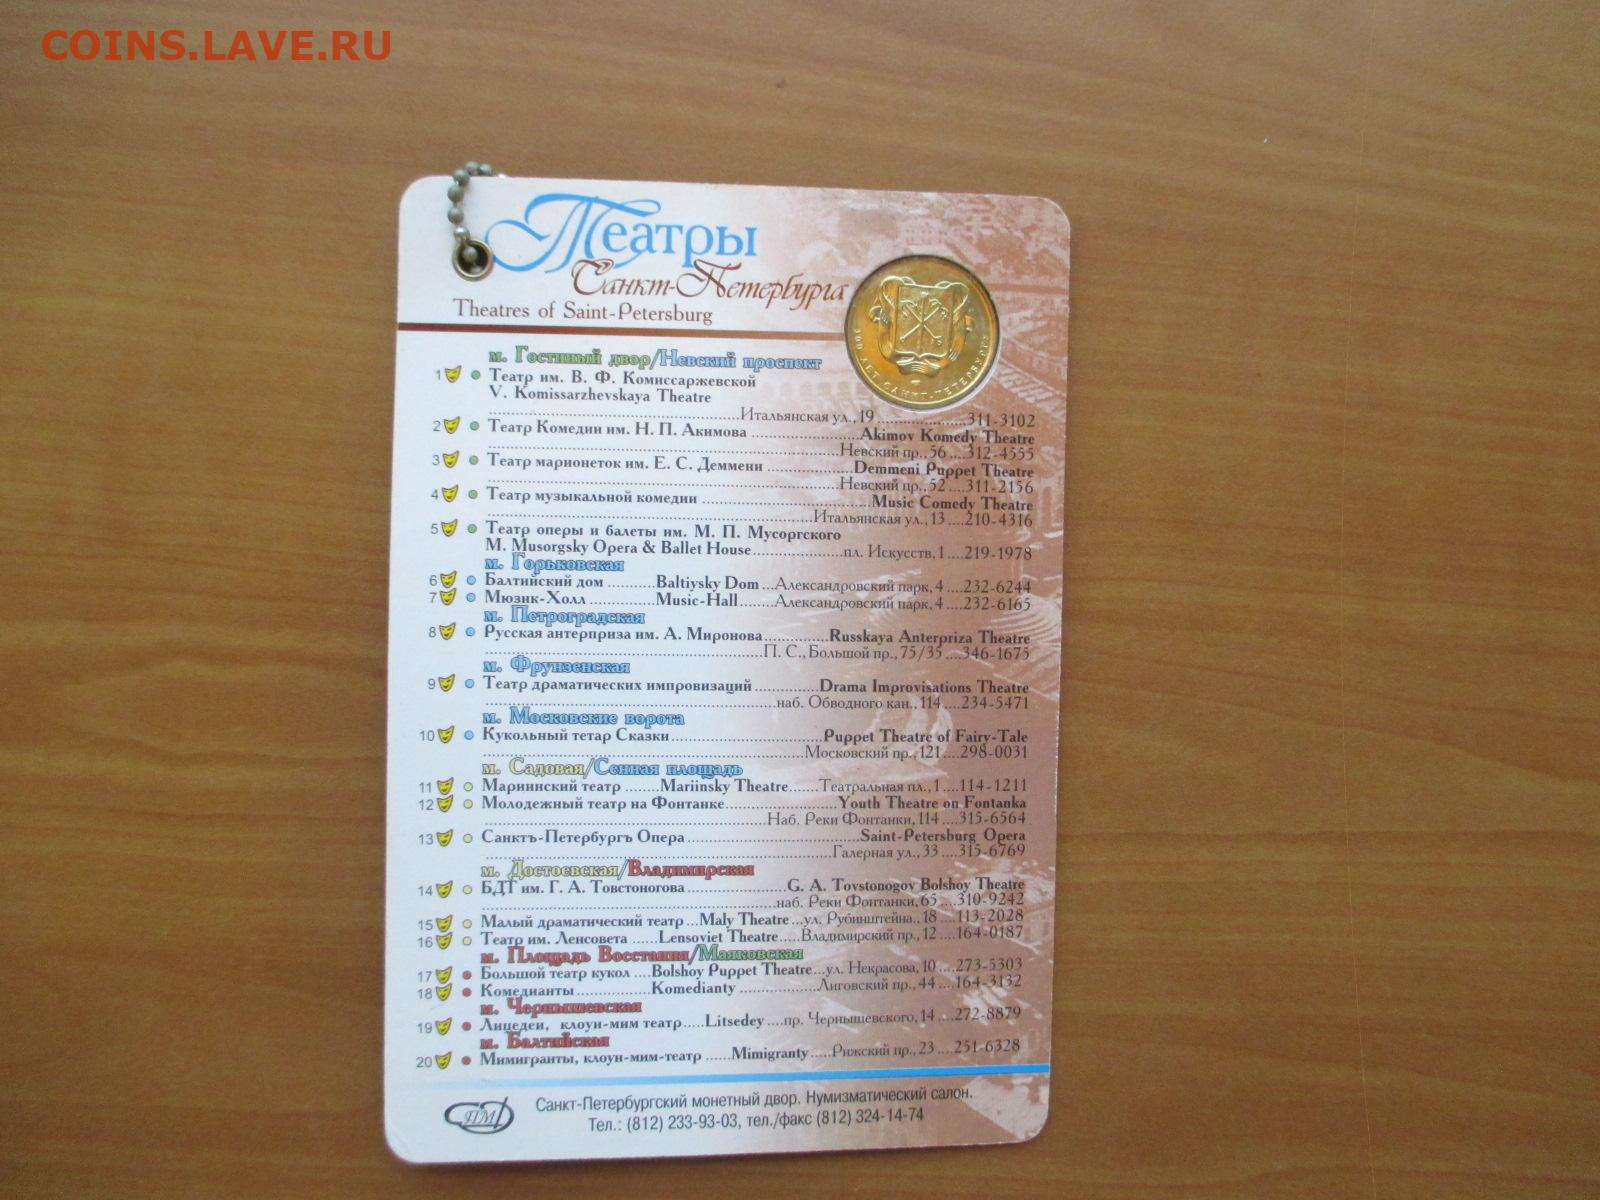 COINS.LAVE.RU
Театры
Санкт-Петербурга
Theatres of Saint-Petersburg
300 ЛЕТ САНКТ-ПЕТЕРБУРГУ
м. Гостиный двор/Невский проспект
1 Театр им. В. Ф. Комиссаржевской
V. Komissarzhevskaya Theatre
Итальянская ул., 19 311-3102
2 Театр Комедии им. Н. П. Акимова Akimov Komedy Theatre
Невский пр., 56 312-4555
3 Театр марионеток им. Е. С. Деммени Demmeni Puppet Theatre
Невский пр., 52 311-2156
4 Театр музыкальной комедии Music Comedy Theatre
Итальянская ул., 13 210-4316
5 Театр оперы и балеты им. М. П. Мусоргского
M. Musorgsky Opera & Ballet House пл. Искусств, 1 219-1978
м. Горьковская
6 Балтийский дом Baltiysky Dom Александровский парк, 4 232-6244
7 Мюзик-Холл Music-Hall Александровский парк, 4 232-6165
м. Петроградская
8 Русская антерприза им. А. Миронова Russkaya Anterpriza Theatre
П. С., Большой пр., 75/35 346-1675
м. Фрунзенская
9 Театр драматических импровизаций Drama Improvisations Theatre
наб. Обводного кан., 114 234-5471
м. Московские ворота
10 Кукольный тетар Сказки Puppet Theatre of Fairy-Tale
Московский пр., 121 298-0031
м. Садовая/Сенная площадь
11 Мариинский театр Mariinsky Theatre Театральная пл., 1 114-1211
12 Молодежный театр на Фонтанке Youth Theatre on Fontanka
Наб. Реки Фонтанки, 114 315-6564
13 Санктъ-Петербургъ Опера Saint-Petersburg Opera
Галерная ул., 33 315-6769
м. Достоевская/Владимирская
14 БДТ им. Г. А. Товстоногова G. A. Tovstonogov Bolshoy Theatre
наб. Реки Фонтанки, 65 310-9242
15 Малый драматический театр Maly Theatre ул. Рубинштейна., 18 113-2028
16 Театр им. Ленсовета Lensoviet Theatre Владимирский пр., 12 164-0187
м. Площадь Восстания/Маяковская
17 Большой театр кукол Bolshoy Puppet Theatre ул. Некрасова, 10 273-5303
18 Комедианты Komedianty Лиговский пр., 44 164-3132
м. Чернышевская
19 Лицедеи, клоун-мим театр Litsedey пр. Чернышевского, 14 272-8879
м. Балтийская
20 Мимигранты, клоун-мим-театр Mimigranty Рижский пр., 23 251-6328
СПМД
Санкт-Петербургский монетный двор. Нумизматический салон.
Тел.: (812) 233-93-03, тел./факс (812) 324-14-74